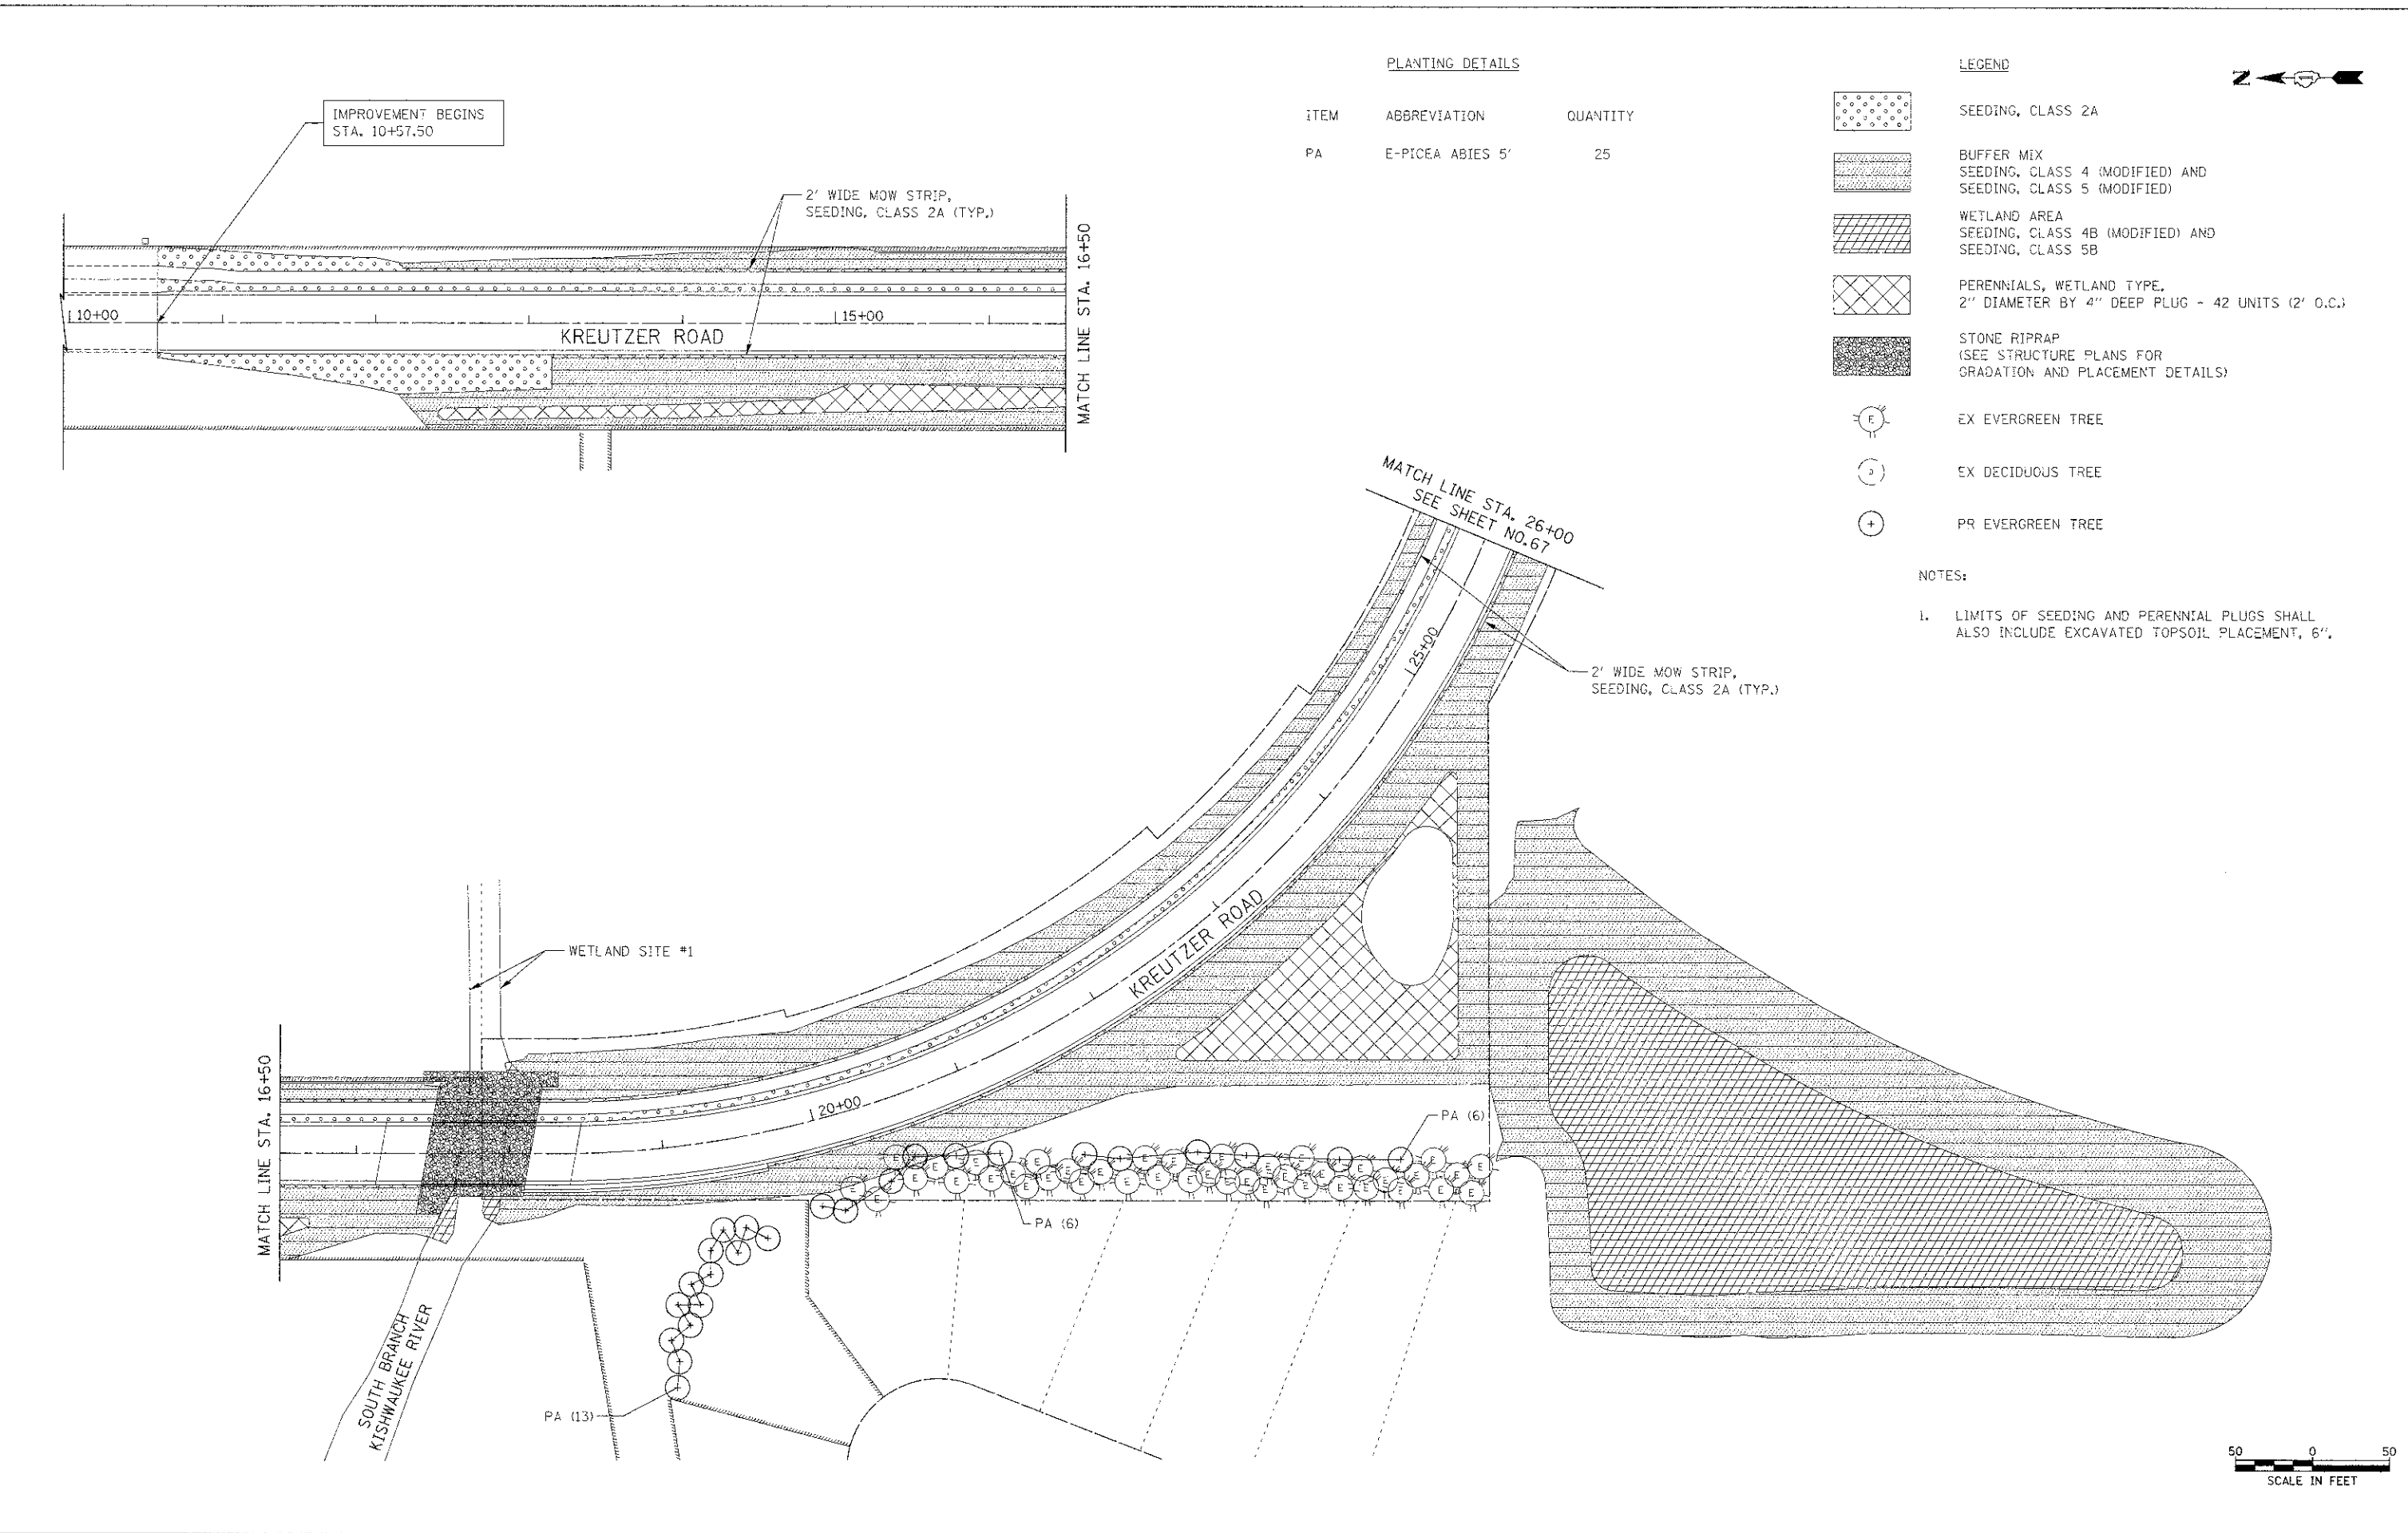 PLANTING DETAILS
ITEM ABBREVIATION QUANTITY
PA E-PICEA ABIES 5' 25
LEGEND
N
SEEDING, CLASS 2A
BUFFER MIX
SEEDING, CLASS 4 (MODIFIED) AND
SEEDING, CLASS 5 (MODIFIED)
WETLAND AREA
SEEDING, CLASS 4B (MODIFIED) AND
SEEDING, CLASS 5B
PERENNIALS, WETLAND TYPE,
2" DIAMETER BY 4" DEEP PLUG - 42 UNITS (2' O.C.)
STONE RIPRAP
(SEE STRUCTURE PLANS FOR
GRADATION AND PLACEMENT DETAILS)
E
EX EVERGREEN TREE
D
EX DECIDUOUS TREE
PR EVERGREEN TREE
NOTES:
1. LIMITS OF SEEDING AND PERENNIAL PLUGS SHALL
ALSO INCLUDE EXCAVATED TOPSOIL PLACEMENT, 6".
IMPROVEMENT BEGINS
STA. 10+57.50
2' WIDE MOW STRIP,
SEEDING, CLASS 2A (TYP.)
10+00
15+00
KREUTZER ROAD
MATCH LINE STA. 16+50
MATCH LINE STA. 26+00
SEE SHEET NO.67
25+00
2' WIDE MOW STRIP,
SEEDING, CLASS 2A (TYP.)
KREUTZER ROAD
WETLAND SITE #1
MATCH LINE STA. 16+50
20+00
PA (6)
PA (6)
PA (13)
SOUTH BRANCH
KISHWAUKEE RIVER
50 0 50
SCALE IN FEET